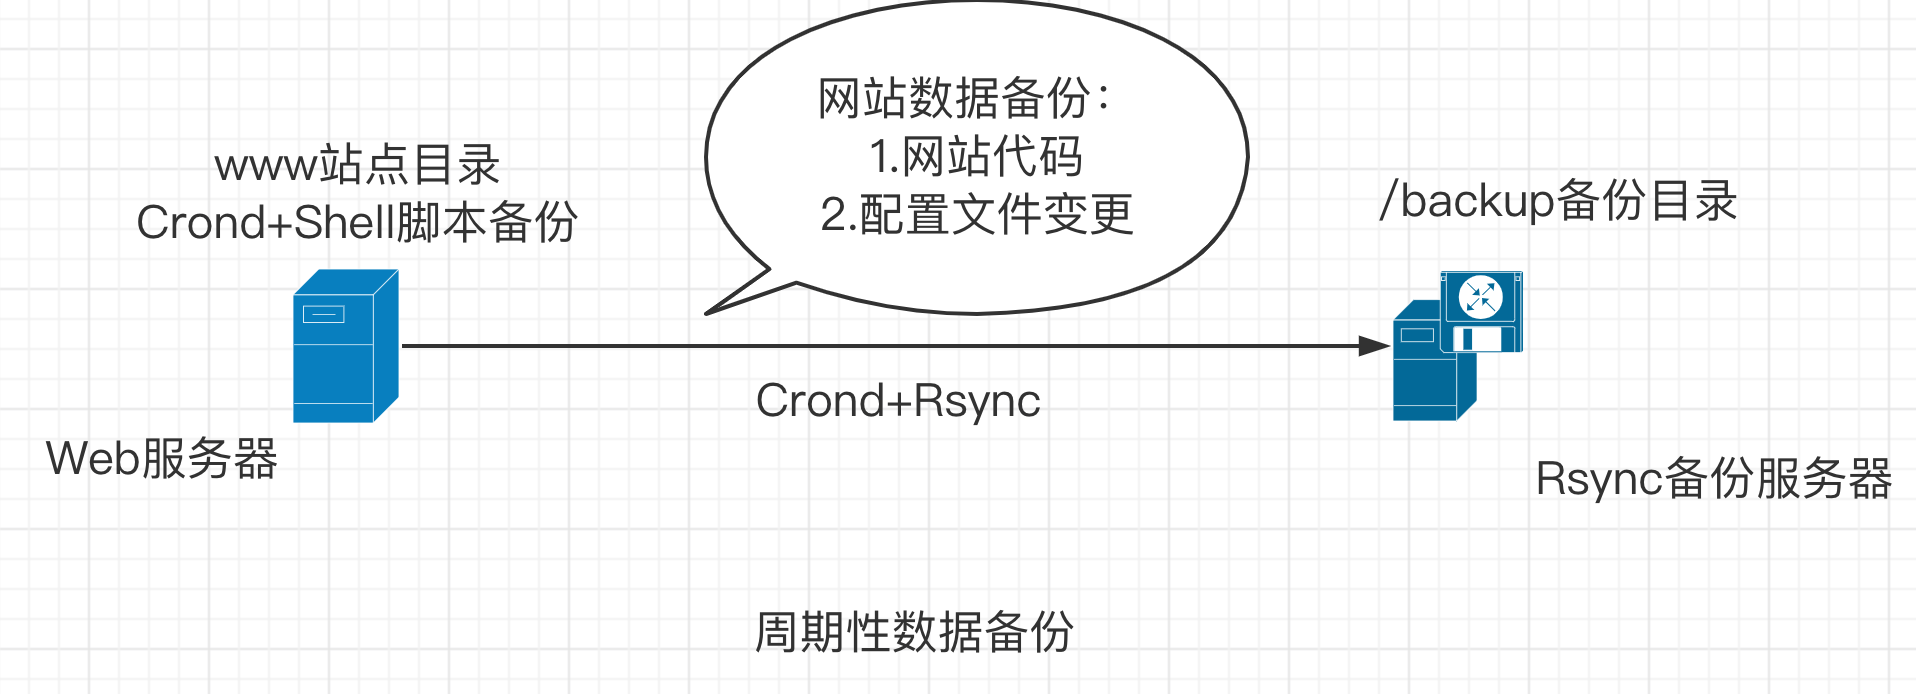 网站数据备份：
1.网站代码
2.配置文件变更
www站点目录
Crond+Shell脚本备份
/backup备份目录
Crond+Rsync
Web服务器
Rsync备份服务器
周期性数据备份